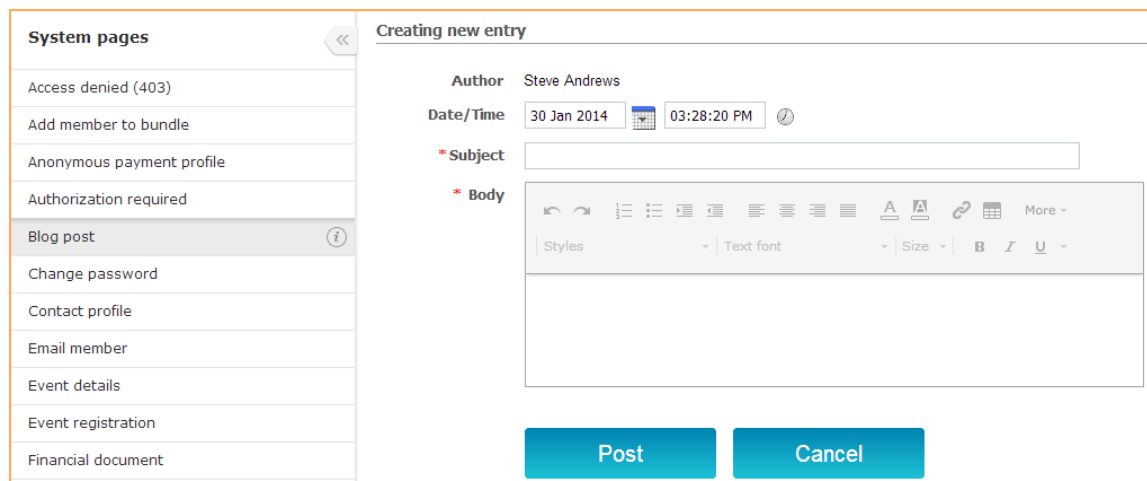 System pages
Access denied (403)
Add member to bundle
Anonymous payment profile
Authorization required
Blog post
Change password
Contact profile
Email member
Event details
Event registration
Financial document
Creating new entry
Author Steve Andrews
Date/Time 30 Jan 2014 03:28:20 PM
* Subject
* Body
A A More
Styles Text font Size B I U
Post Cancel